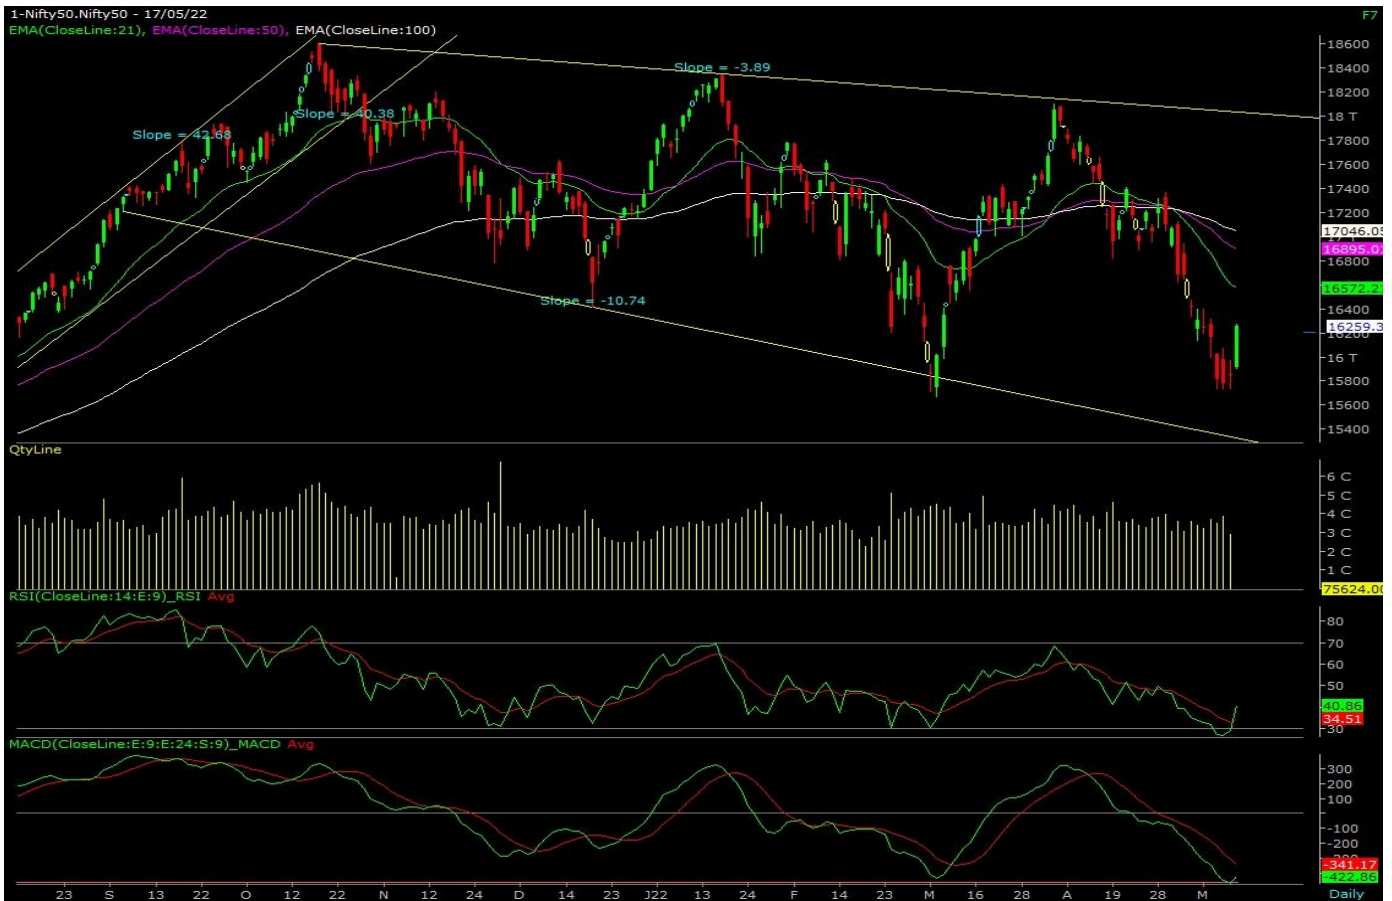 1-Nifty50.Nifty50 - 17/05/22
F7
EMA(CloseLine:21), EMA(CloseLine:50), EMA(CloseLine:100)
18600
18400
18200
18 T
17800
17600
17400
17200
17046.05
16895.01
16800
16572.21
16400
16259.3
16200
16 T
15800
15600
15400
Slope = 42.68
Slope = 40.38
Slope = -3.89
Slope = -10.74
QtyLine
6 C
5 C
4 C
3 C
2 C
1 C
75624.00
RSI(CloseLine:14:E:9)_RSI Avg
80
70
60
50
40.86
34.51
30
MACD(CloseLine:E:9:E:24:S:9)_MACD Avg
300
200
100
-100
-200
-341.17
-422.86
23 S 13 22 O 12 22 N 12 24 D 14 23 J22 13 24 F 14 23 M 16 28 A 19 28 M
Daily